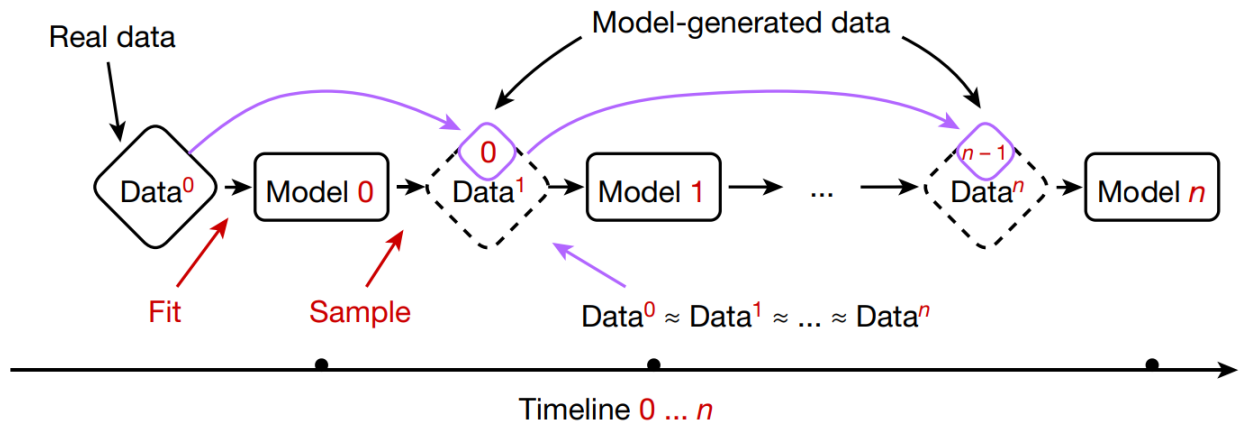 Real data
Model-generated data
0
n – 1
Data⁰ Model 0 Data¹ Model 1 ... Dataⁿ Model n
Fit
Sample
Data⁰ ≈ Data¹ ≈ ... ≈ Dataⁿ
Timeline 0 ... n